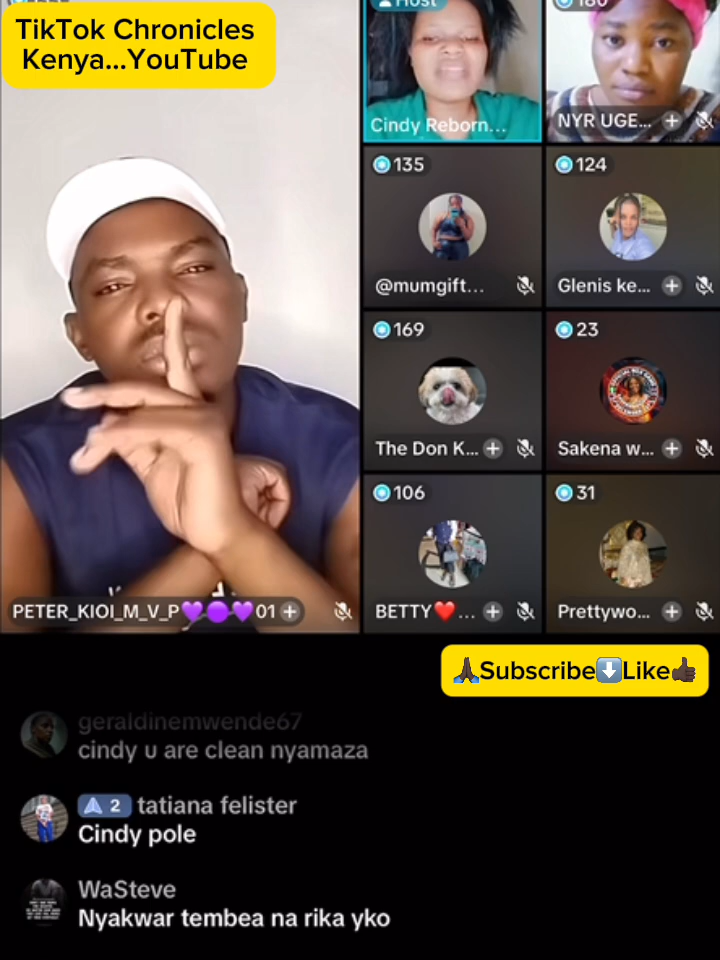 TikTok Chronicles
Kenya...YouTube
Host
Cindy Reborn...
180
NYR UGE...
135
@mumgift...
124
Glenis ke...
169
The Don K...
23
Sakena w...
106
BETTY❤️...
31
Prettywo...
PETER_KIOI_M_V_P💜🟣💜01
🙏🏿Subscribe⬇️Like👍🏿
geraldinemwende67
cindy u are clean nyamaza
2 tatiana felister
Cindy pole
WaSteve
Nyakwar tembea na rika yko